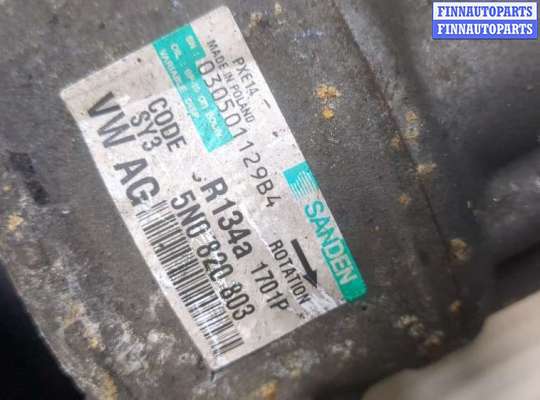 FINNAUTOPARTS
FINNAUTOPARTS
PXE14
MADE IN POLAND
030501129B4
SANDEN
CODE
SY3
R134a 1701P
ROTATION
VW AG
5N0 820 803